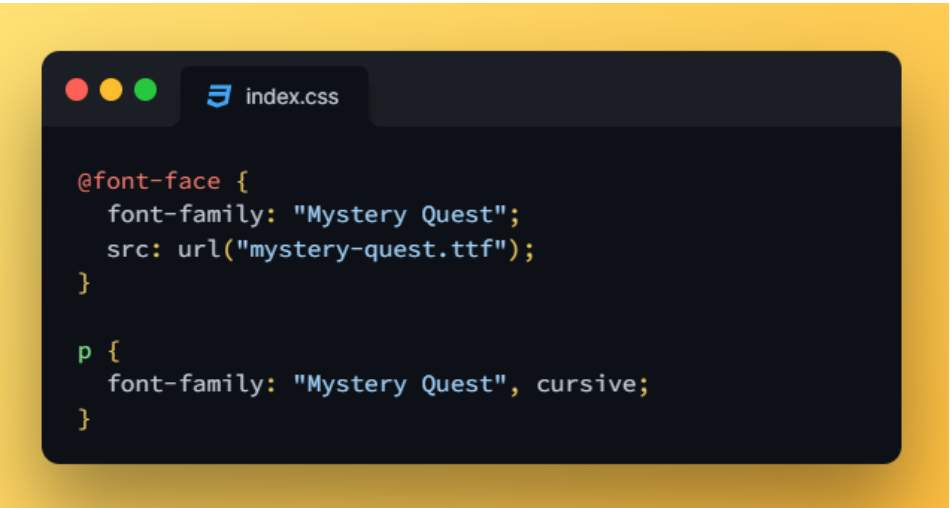 index.css
@font-face {
  font-family: "Mystery Quest";
  src: url("mystery-quest.ttf");
}
p {
  font-family: "Mystery Quest", cursive;
}